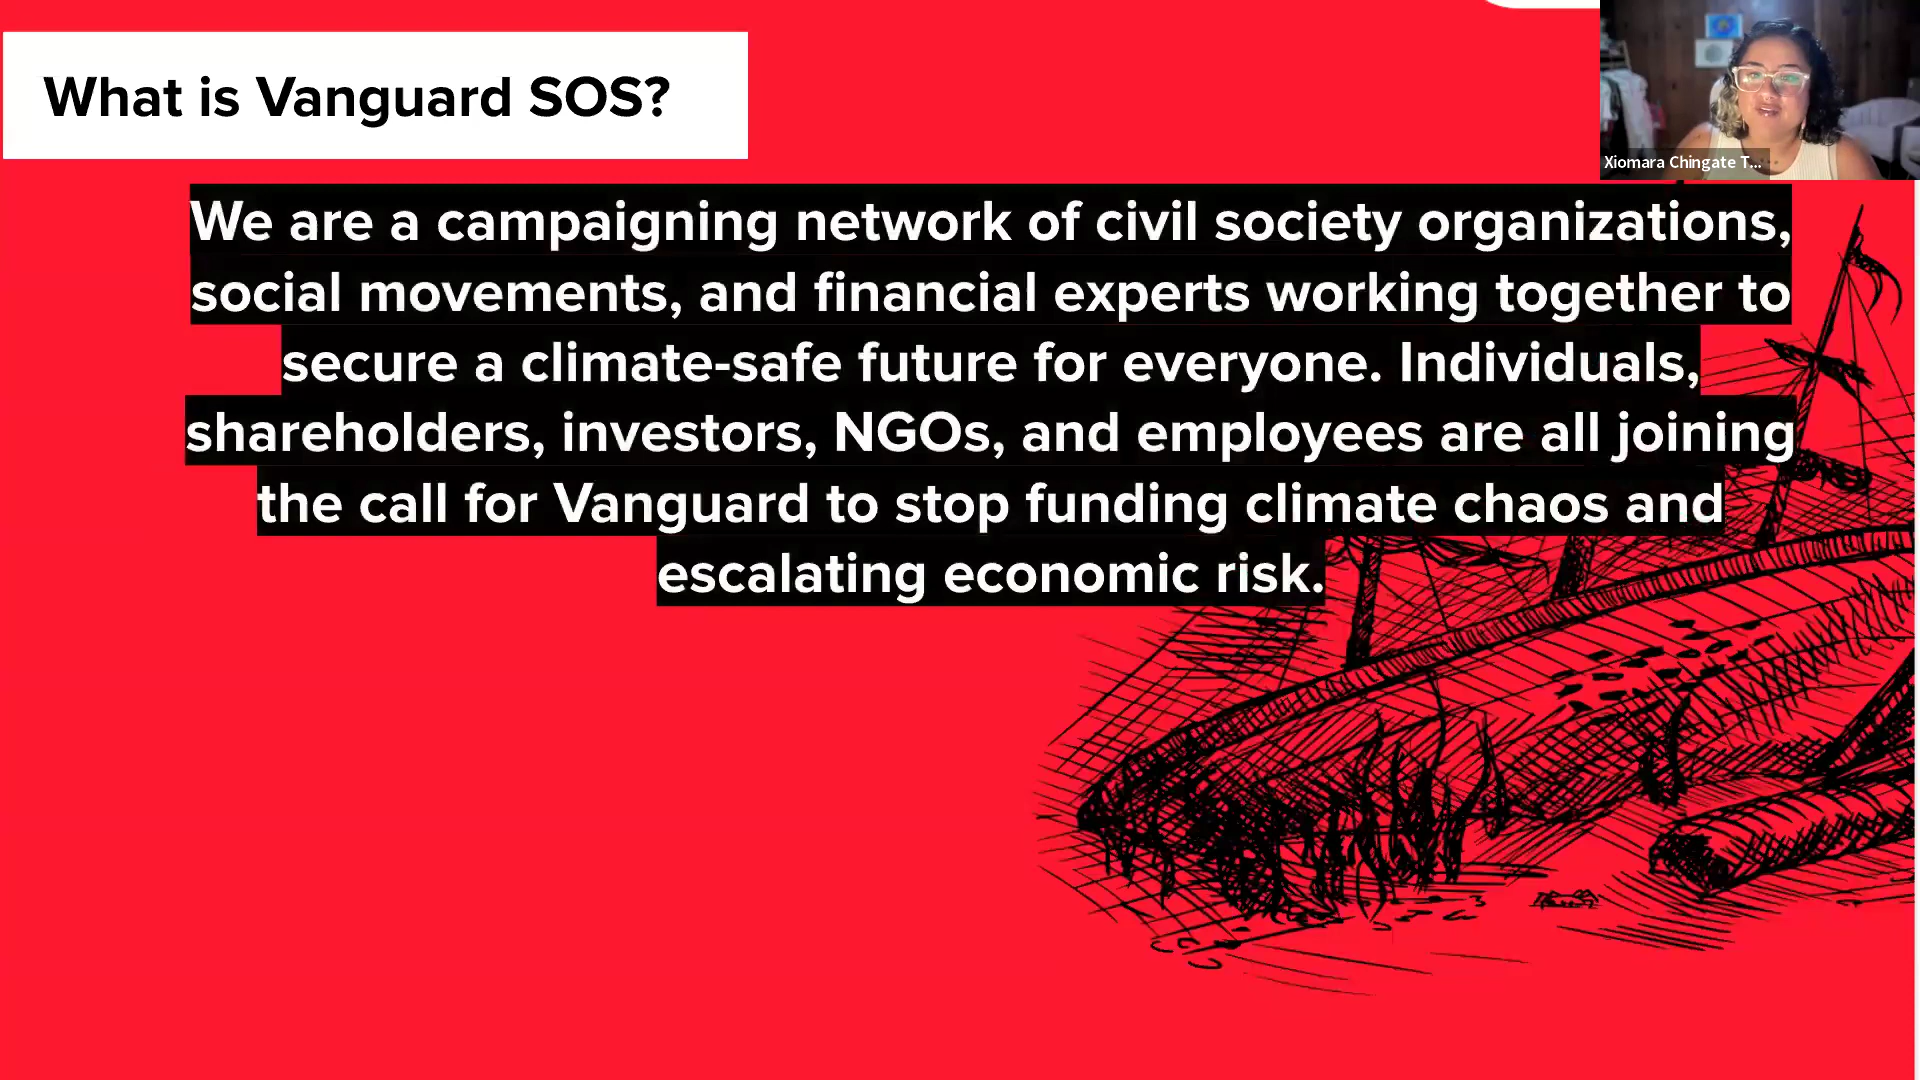 What is Vanguard SOS?
Xiomara Chingate T...
We are a campaigning network of civil society organizations,
social movements, and financial experts working together to
secure a climate-safe future for everyone. Individuals,
shareholders, investors, NGOs, and employees are all joining
the call for Vanguard to stop funding climate chaos and
escalating economic risk.